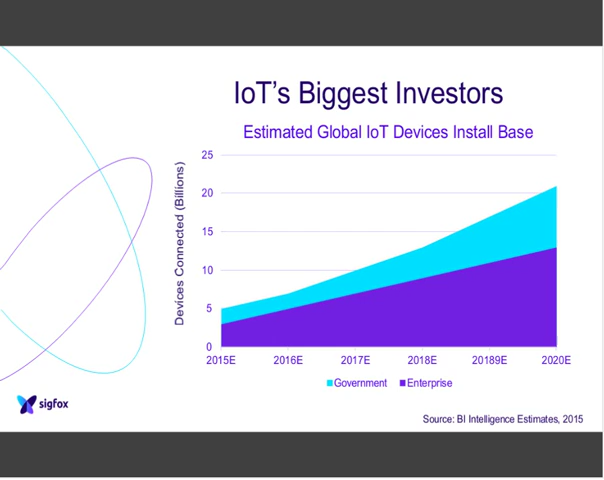 IoT's Biggest Investors
Estimated Global IoT Devices Install Base
Devices Connected (Billions)
25
20
15
10
5
0
2015E 2016E 2017E 2018E 20189E 2020E
Government Enterprise
sigfox
Source: BI Intelligence Estimates, 2015